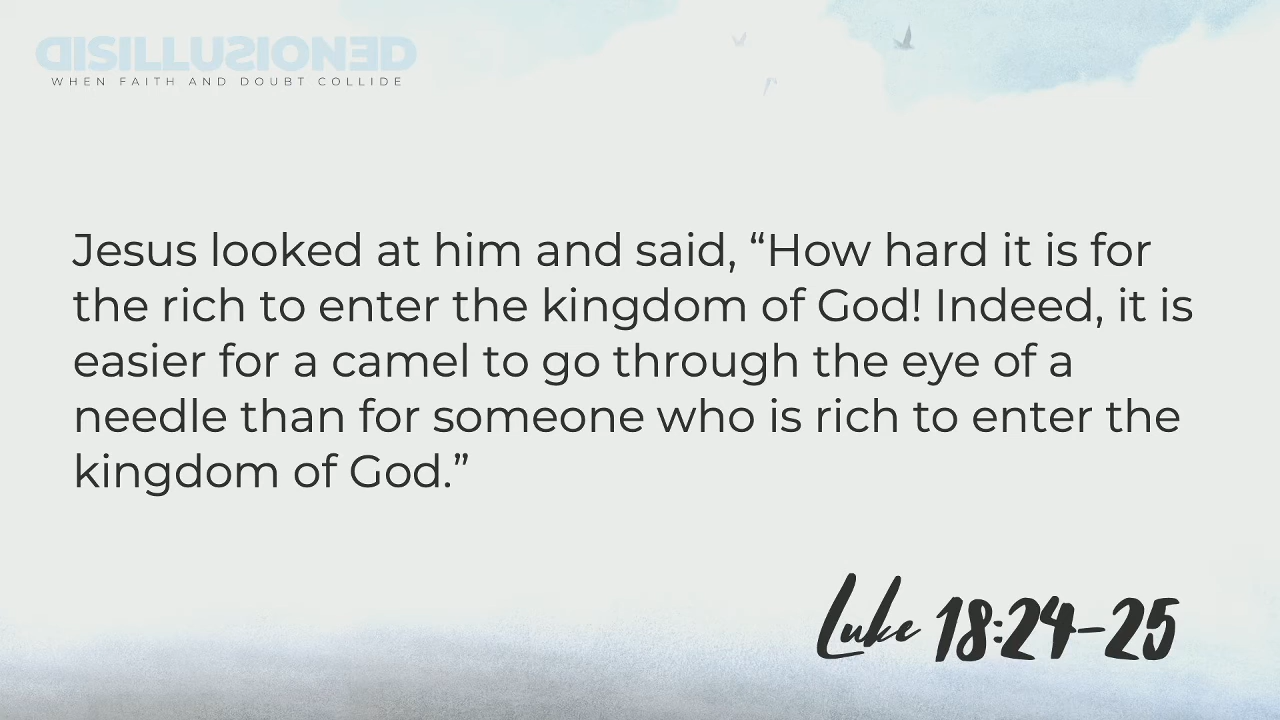 DISILLUSIONED
WHEN FAITH AND DOUBT COLLIDE
Jesus looked at him and said, “How hard it is for
the rich to enter the kingdom of God! Indeed, it is
easier for a camel to go through the eye of a
needle than for someone who is rich to enter the
kingdom of God.”
Luke 18:24-25